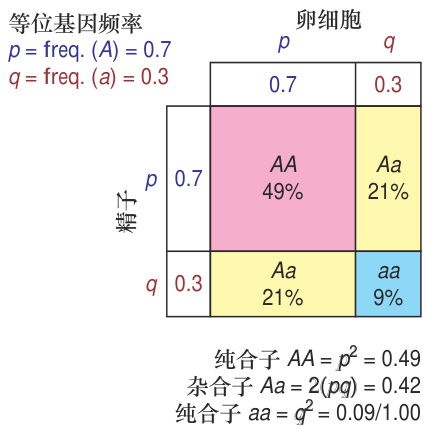 等位基因频率
p = freq. (A) = 0.7
q = freq. (a) = 0.3
卵细胞
p q
0.7 0.3
精子
p 0.7
AA
49%
Aa
21%
q 0.3
Aa
21%
aa
9%
纯合子 AA = p² = 0.49
杂合子 Aa = 2(pq) = 0.42
纯合子 aa = q² = 0.09/1.00